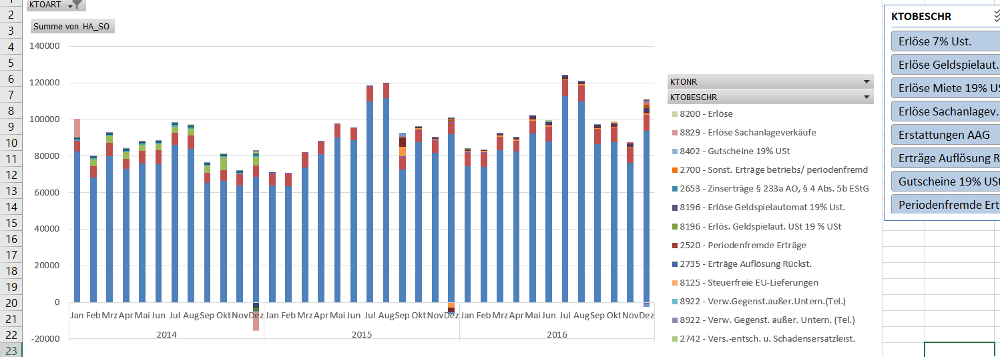 1
2
3
4
5
6
7
8
9
10
11
12
13
14
15
16
17
18
19
20
21
22
23
KTOART
Summe von HA_SO
140000
120000
100000
80000
60000
40000
20000
0
-20000
Jan Feb Mrz Apr Mai Jun Jul Aug Sep Okt Nov Dez Jan Feb Mrz Apr Mai Jun Jul Aug Sep Okt Nov Dez Jan Feb Mrz Apr Mai Jun Jul Aug Sep Okt Nov Dez
2014 2015 2016
KTONR
KTOBESCHR
8200 - Erlöse
8829 - Erlöse Sachanlageverkäufe
8402 - Gutscheine 19% USt
2700 - Sonst. Erträge betriebs/ periodenfremd
2653 - Zinserträge § 233a AO, § 4 Abs. 5b EStG
8196 - Erlöse Geldspielautomat 19% Ust.
8196 - Erlös. Geldspielaut. USt 19 % USt
2520 - Periodenfremde Erträge
2735 - Erträge Auflösung Rückst.
8125 - Steuerfreie EU-Lieferungen
8922 - Verw.Gegenst.außer.Untern.(Tel.)
8922 - Verw. Gegenst. außer. Untern. (Tel.)
2742 - Vers.-entsch. u. Schadensersatzleist.
KTOBESCHR
Erlöse 7% Ust.
Erlöse Geldspielaut.
Erlöse Miete 19% US
Erlöse Sachanlagev.
Erstattungen AAG
Erträge Auflösung R
Gutscheine 19% USt
Periodenfremde Ert